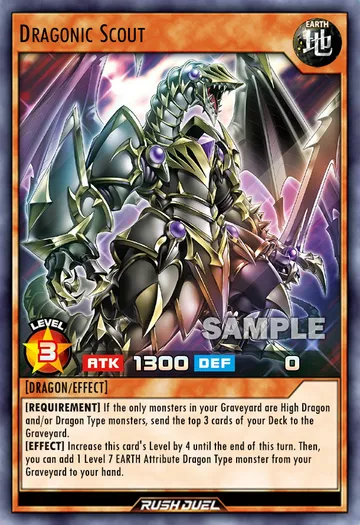 Dragonic Scout
EARTH
地
SAMPLE
LEVEL
3
ATK 1300 DEF 0
[DRAGON/EFFECT]
[REQUIREMENT] If the only monsters in your Graveyard are High Dragon
and/or Dragon Type monsters, send the top 3 cards of your Deck to the
Graveyard.
[EFFECT] Increase this card's Level by 4 until the end of this turn. Then,
you can add 1 Level 7 EARTH Attribute Dragon Type monster from your
Graveyard to your hand.
RUSH DUEL